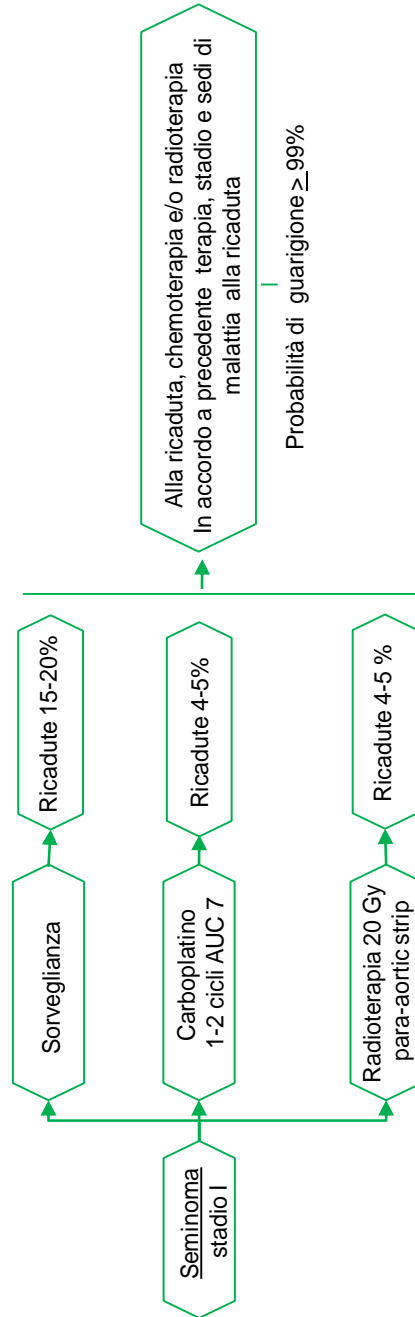 Seminoma
stadio I
Sorveglianza
Ricadute 15-20%
Carboplatino
1-2 cicli AUC 7
Ricadute 4-5%
Radioterapia 20 Gy
para-aortic strip
Ricadute 4-5 %
Alla ricaduta, chemoterapia e/o radioterapia
In accordo a precedente terapia, stadio e sedi di
malattia alla ricaduta
Probabilità di guarigione ≥ 99%